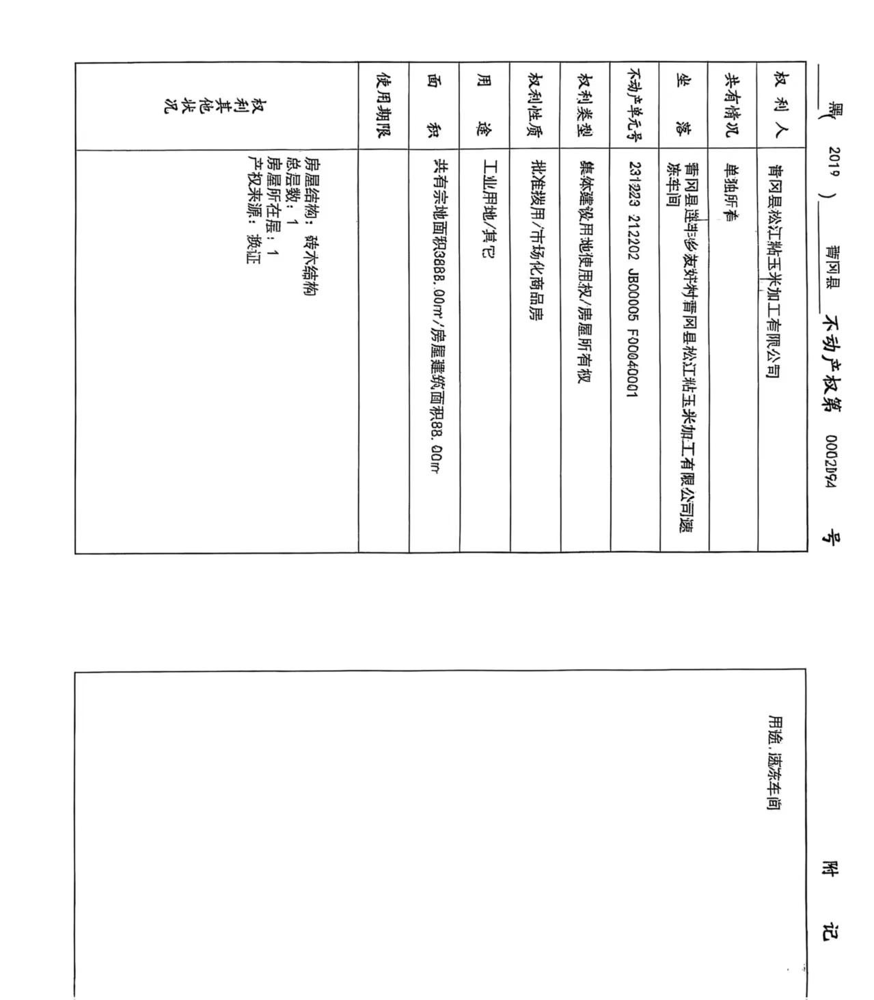 黑（ 2019 ） 青冈县 不动产权第 0002094 号
权利人 青冈县松江粘玉米加工有限公司
共有情况 单独所有
坐落 青冈县连丰乡友好村青冈县松江粘玉米加工有限公司速
冻车间
不动产单元号 231223 212202 JB00005 F00040001
权利类型 集体建设用地使用权/房屋所有权
权利性质 批准拨用/市场化商品房
用途 工业用地/其它
面积 共有宗地面积3888.00㎡/房屋建筑面积88.00㎡
使用期限
权利其他状况
房屋结构：砖木结构
总层数：1
房屋所在层：1
产权来源：换证
附记
用途：速冻车间